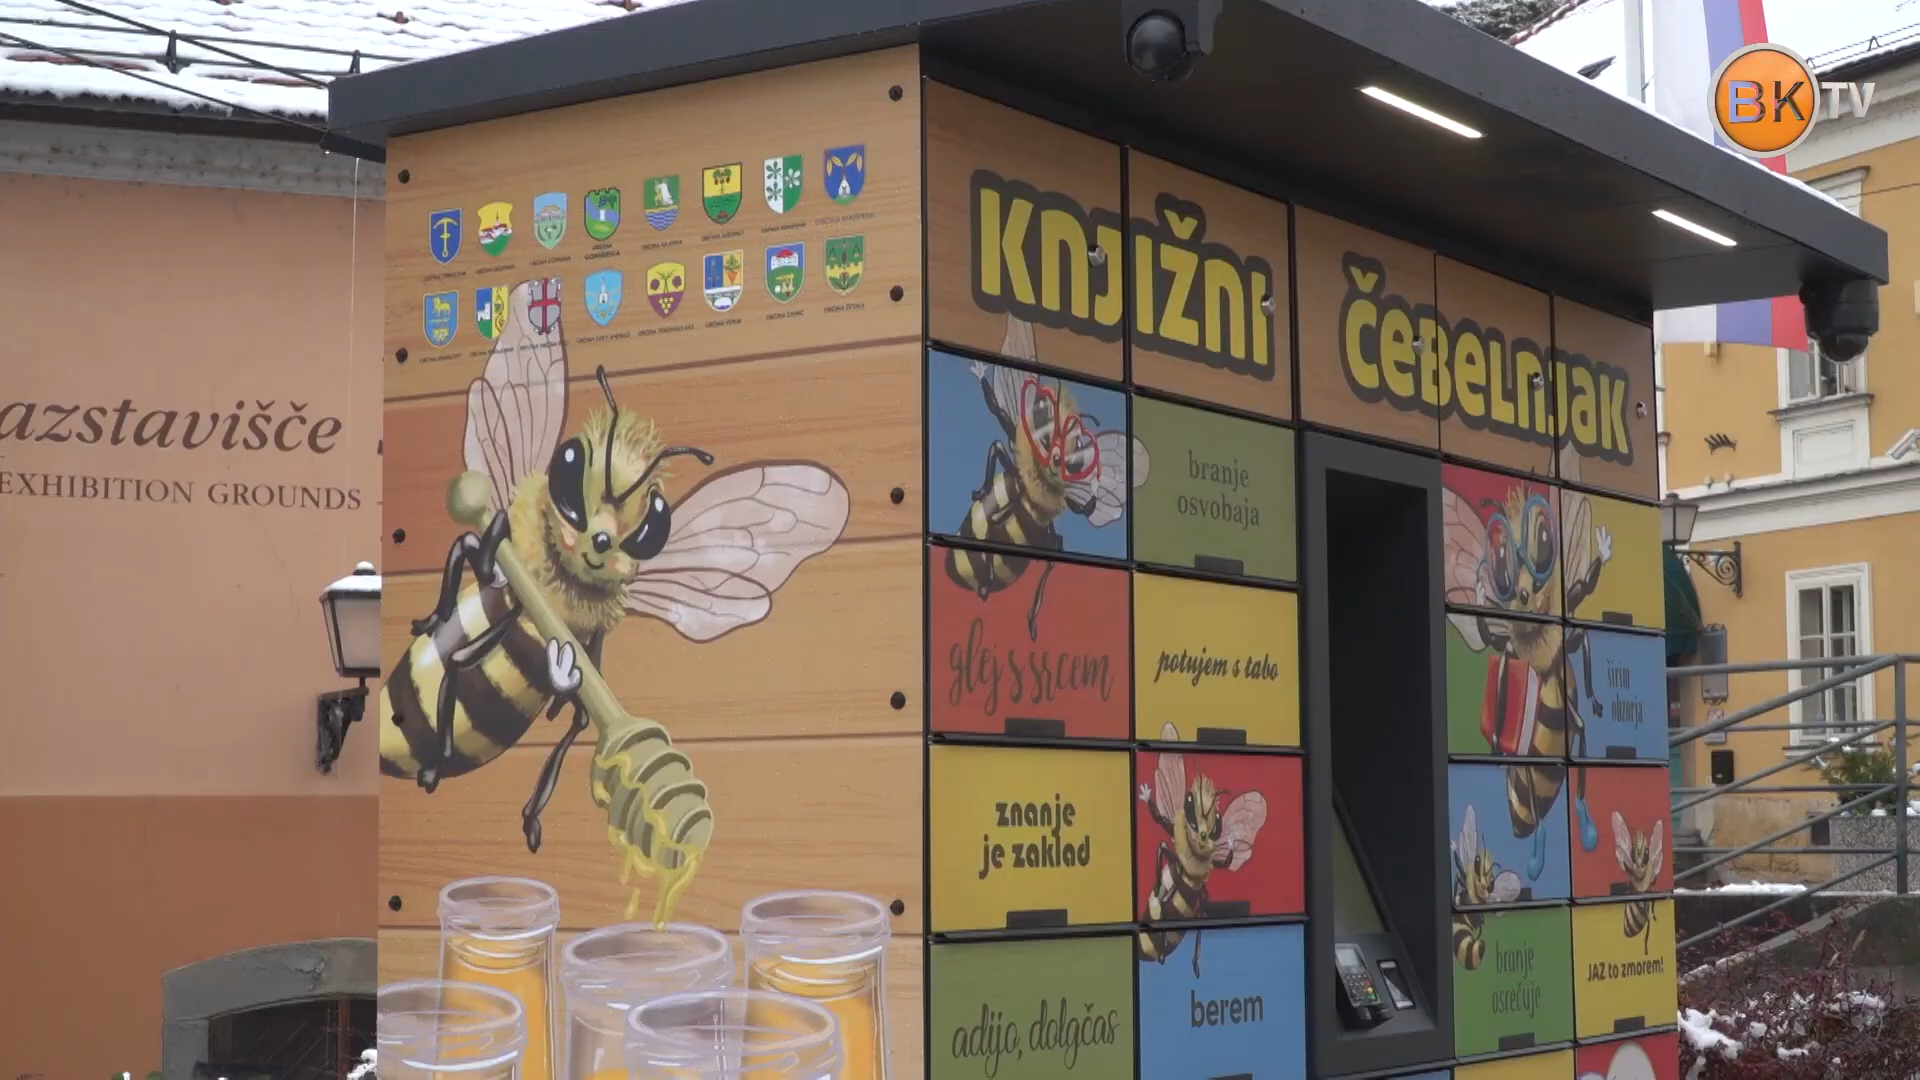 BK TV
azstavišče
EXHIBITION GROUNDS
KNJIŽNI
ČEBELNJAK
branje
osvobaja
glej s srcem
potujem s tabo
širim
obzorja
znanje
je zaklad
adijo, dolgčas
berem
branje
osrečuje
JAZ to zmorem!